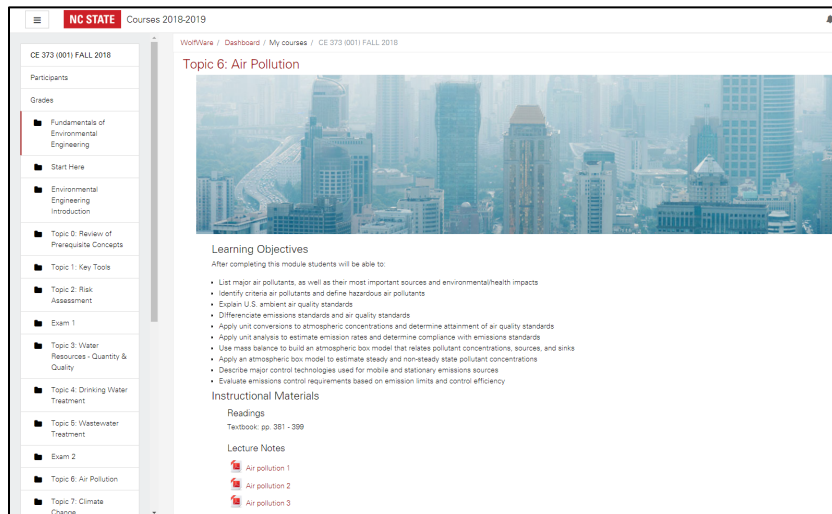 NC STATE Courses 2018-2019
CE 373 (001) FALL 2018
Participants
Grades
Fundamentals of
Environmental
Engineering
Start Here
Environmental
Engineering
Introduction
Topic 0: Review of
Prerequisite Concepts
Topic 1: Key Tools
Topic 2: Risk
Assessment
Exam 1
Topic 3: Water
Resources - Quantity &
Quality
Topic 4: Drinking Water
Treatment
Topic 5: Wastewater
Treatment
Exam 2
Topic 6: Air Pollution
Topic 7: Climate
Change
WolfWare / Dashboard / My courses / CE 373 (001) FALL 2018
Topic 6: Air Pollution
Learning Objectives
After completing this module students will be able to:
• List major air pollutants, as well as their most important sources and environmental/health impacts
• Identify criteria air pollutants and define hazardous air pollutants
• Explain U.S. ambient air quality standards
• DIfferenciate emissions standards and air quality standards
• Apply unit conversions to atmospheric concentrations and determine attainment of air quality standards
• Apply unit analysis to estimate emission rates and determine compliance with emissions standards
• Use mass balance to build an atmospheric box model that relates pollutant concentrations, sources, and sinks
• Apply an atmospheric box model to estimate steady and non-steady state pollutant concentrations
• Describe major control technologies used for mobile and stationary emissions sources
• Evaluate emissions control requirements based on emission limits and control efficiency
Instructional Materials
Readings
Textbook: pp. 381 - 399
Lecture Notes
Air pollution 1
Air pollution 2
Air pollution 3